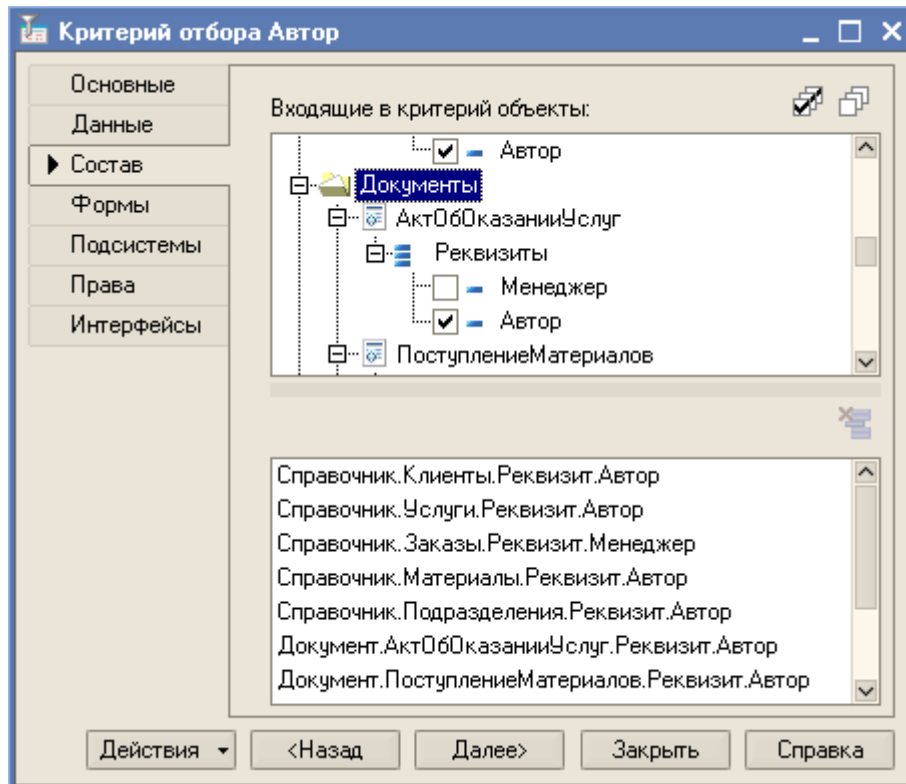 Критерий отбора Автор
Основные
Данные
Состав
Формы
Подсистемы
Права
Интерфейсы
Входящие в критерий объекты:
Автор
Документы
АктОбОказанииУслуг
Реквизиты
Менеджер
Автор
ПоступлениеМатериалов
Справочник.Клиенты.Реквизит.Автор
Справочник.Услуги.Реквизит.Автор
Справочник.Заказы.Реквизит.Менеджер
Справочник.Материалы.Реквизит.Автор
Справочник.Подразделения.Реквизит.Автор
Документ.АктОбОказанииУслуг.Реквизит.Автор
Документ.ПоступлениеМатериалов.Реквизит.Автор
Действия <Назад Далее> Закрыть Справка